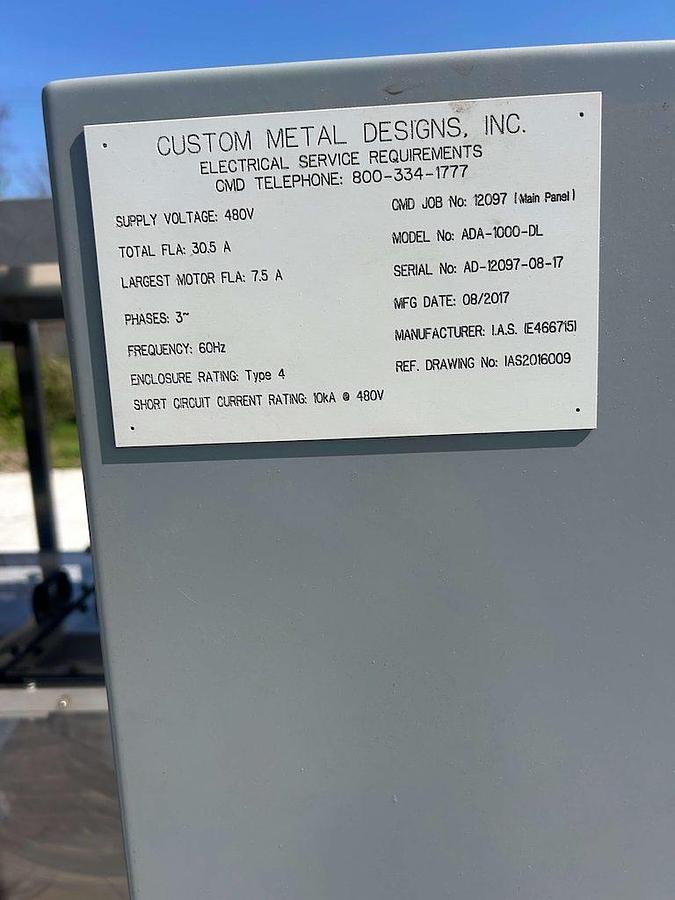 CUSTOM METAL DESIGNS, INC.
ELECTRICAL SERVICE REQUIREMENTS
CMD TELEPHONE: 800-334-1777
SUPPLY VOLTAGE: 480V
TOTAL FLA: 30.5 A
LARGEST MOTOR FLA: 7.5 A
PHASES: 3~
FREQUENCY: 60Hz
ENCLOSURE RATING: Type 4
SHORT CIRCUIT CURRENT RATING: 10kA @ 480V
CMD JOB No: 12097 (Main Panel)
MODEL No: ADA-1000-DL
SERIAL No: AD-12097-08-17
MFG DATE: 08/2017
MANUFACTURER: I.A.S. (E466715)
REF. DRAWING No: IAS2016009